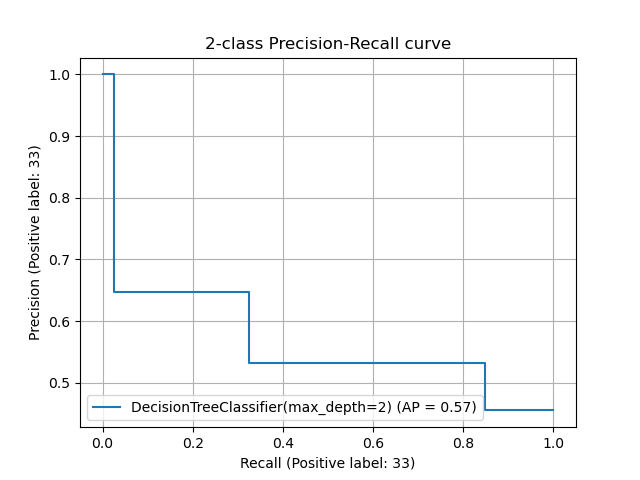 2-class Precision-Recall curve
Precision (Positive label: 33)
1.0
0.9
0.8
0.7
0.6
0.5
DecisionTreeClassifier(max_depth=2) (AP = 0.57)
0.0 0.2 0.4 0.6 0.8 1.0
Recall (Positive label: 33)